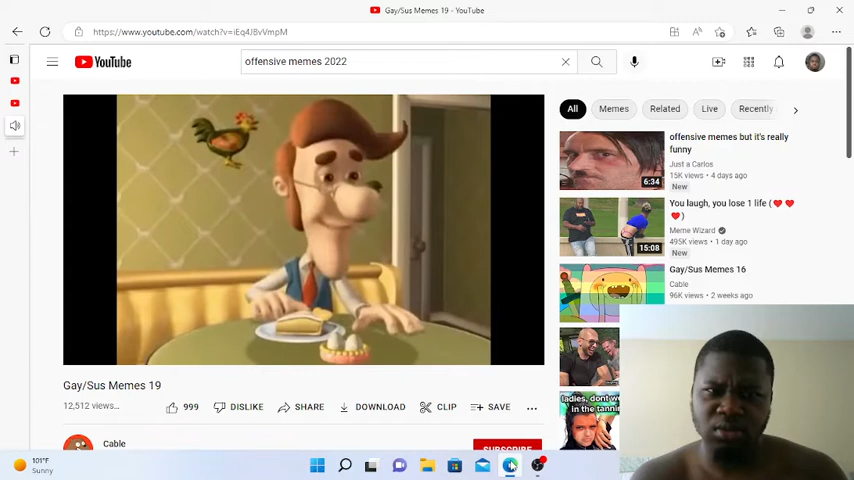 Gay/Sus Memes 19 - YouTube
https://www.youtube.com/watch?v=iEq4J8vVmpM
YouTube
offensive memes 2022
All
Memes
Related
Live
Recently
offensive memes but it's really
funny
Just a Carlos
15K views • 4 days ago
New
6:34
You laugh, you lose 1 life (❤️ ❤️
❤️)
Meme Wizard
495K views • 1 day ago
New
15:08
Gay/Sus Memes 16
Cable
96K views • 2 weeks ago
ladies, dont we
in the tannin
Gay/Sus Memes 19
12,512 views...
999
DISLIKE
SHARE
DOWNLOAD
CLIP
SAVE
Cable
SUBSCRIBE
101°F
Sunny